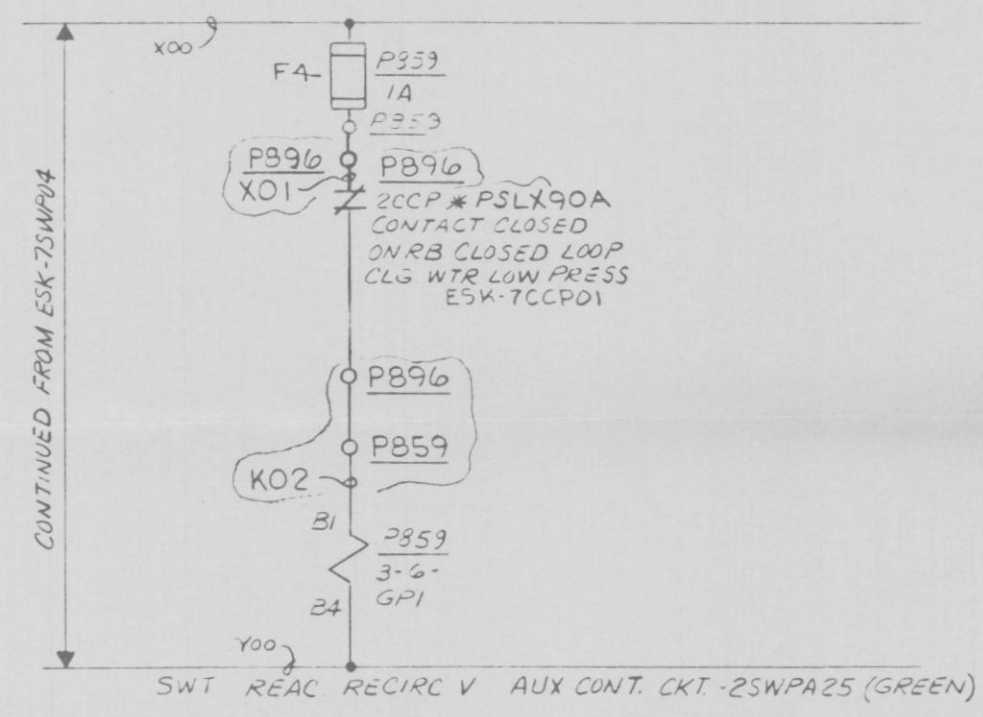 X00
F4
P859
1A
P859
P896
X01
P896
2CCP * PSLX90A
CONTACT CLOSED
ON RB CLOSED LOOP
CLG WTR LOW PRESS
ESK-7CCP01
CONTINUED FROM ESK-7SWP04
P896
P859
K02
B1
P859
3-6-
GP1
B4
Y00
SWT REAC RECIRC V AUX CONT. CKT.-2SWPA25 (GREEN)